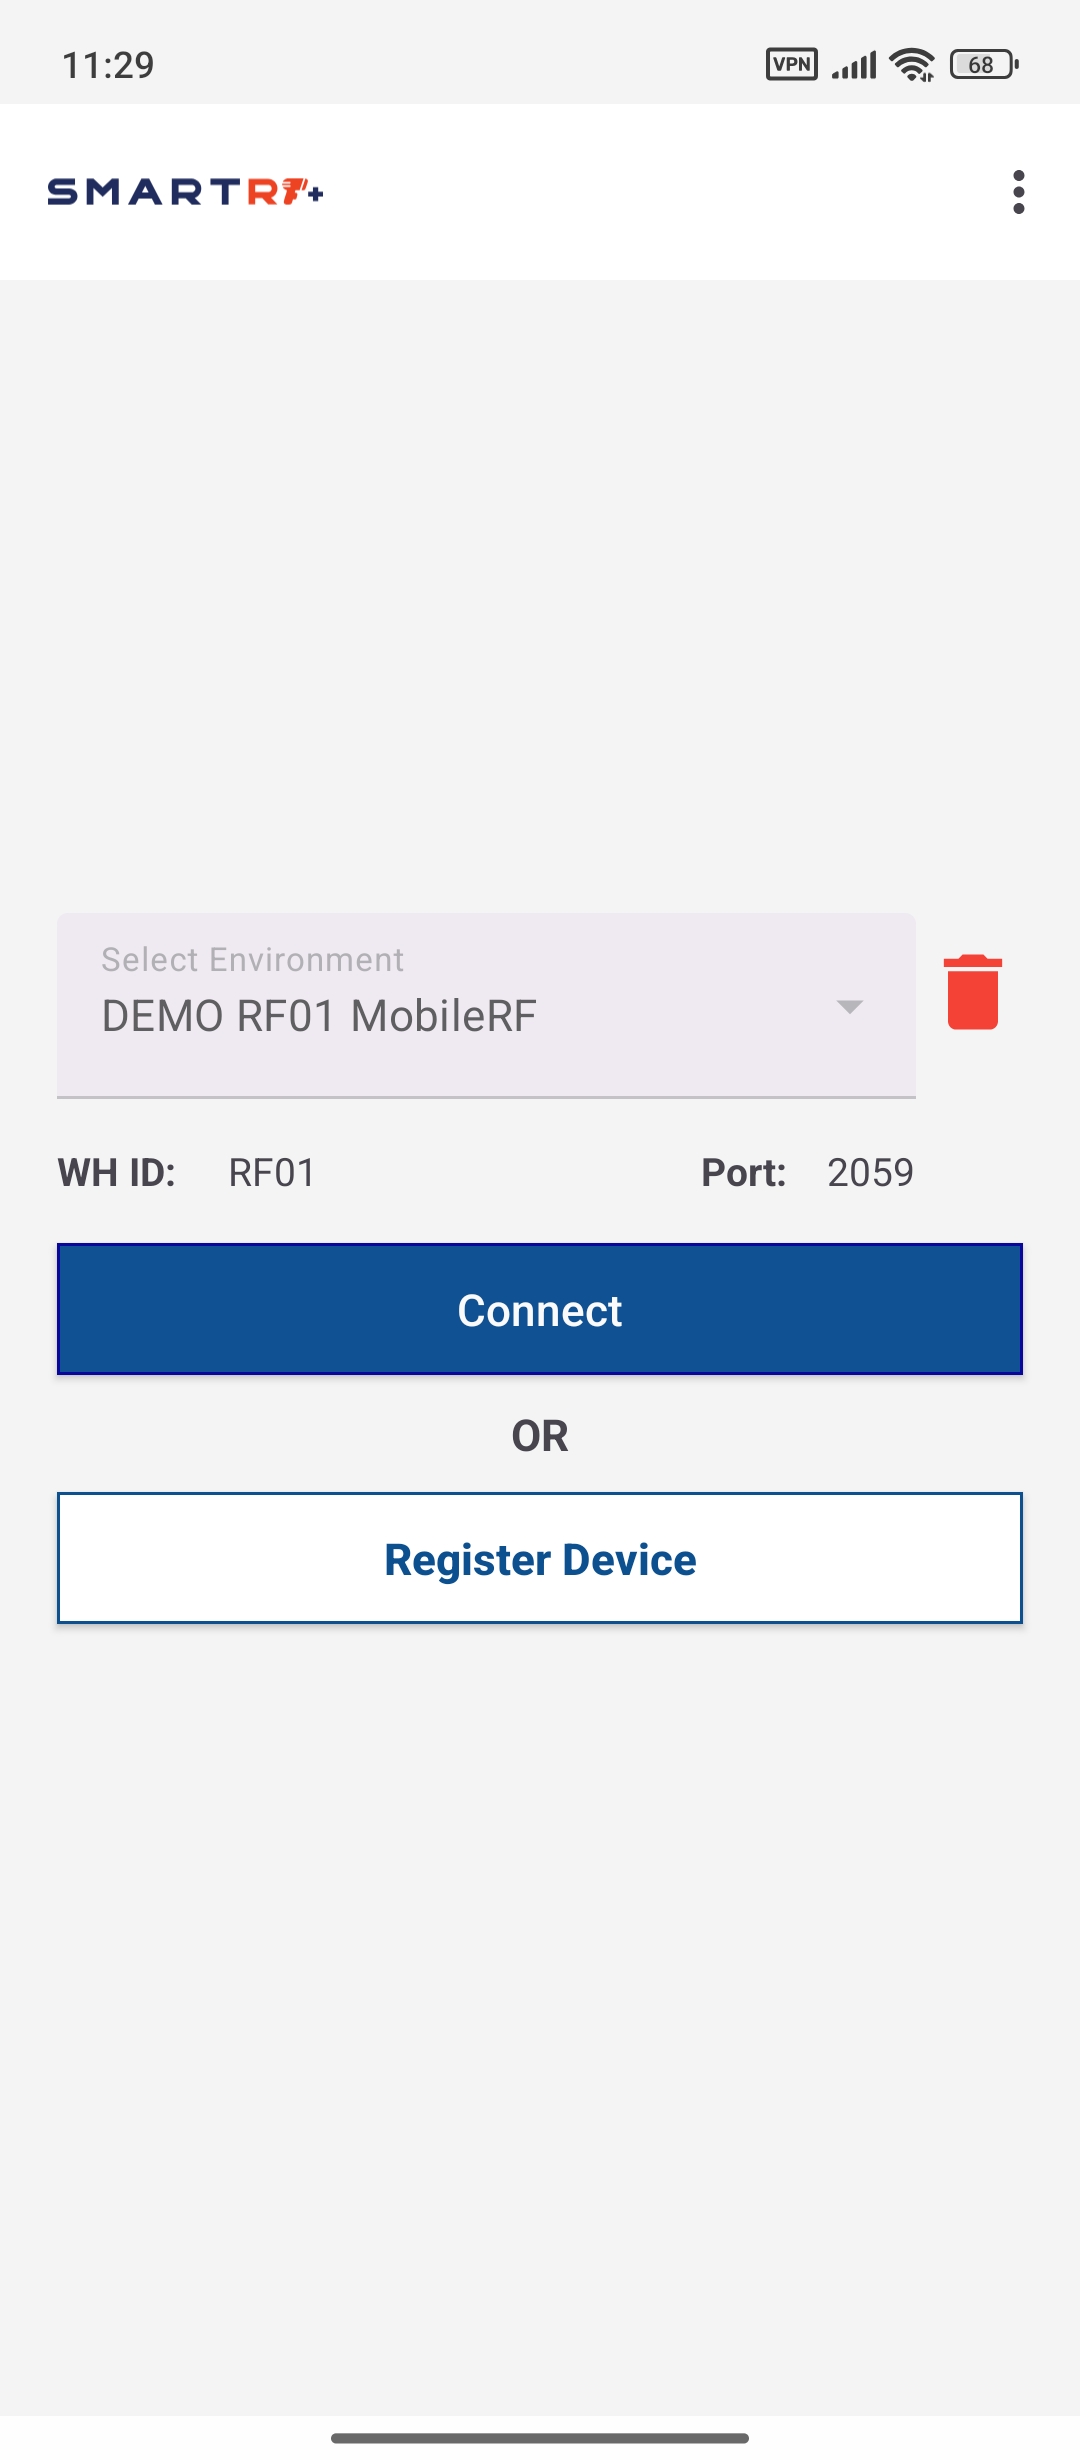 11:29 VPN 68
SMARTRF+
Select Environment
DEMO RF01 MobileRF
WH ID: RF01 Port: 2059
Connect
OR
Register Device